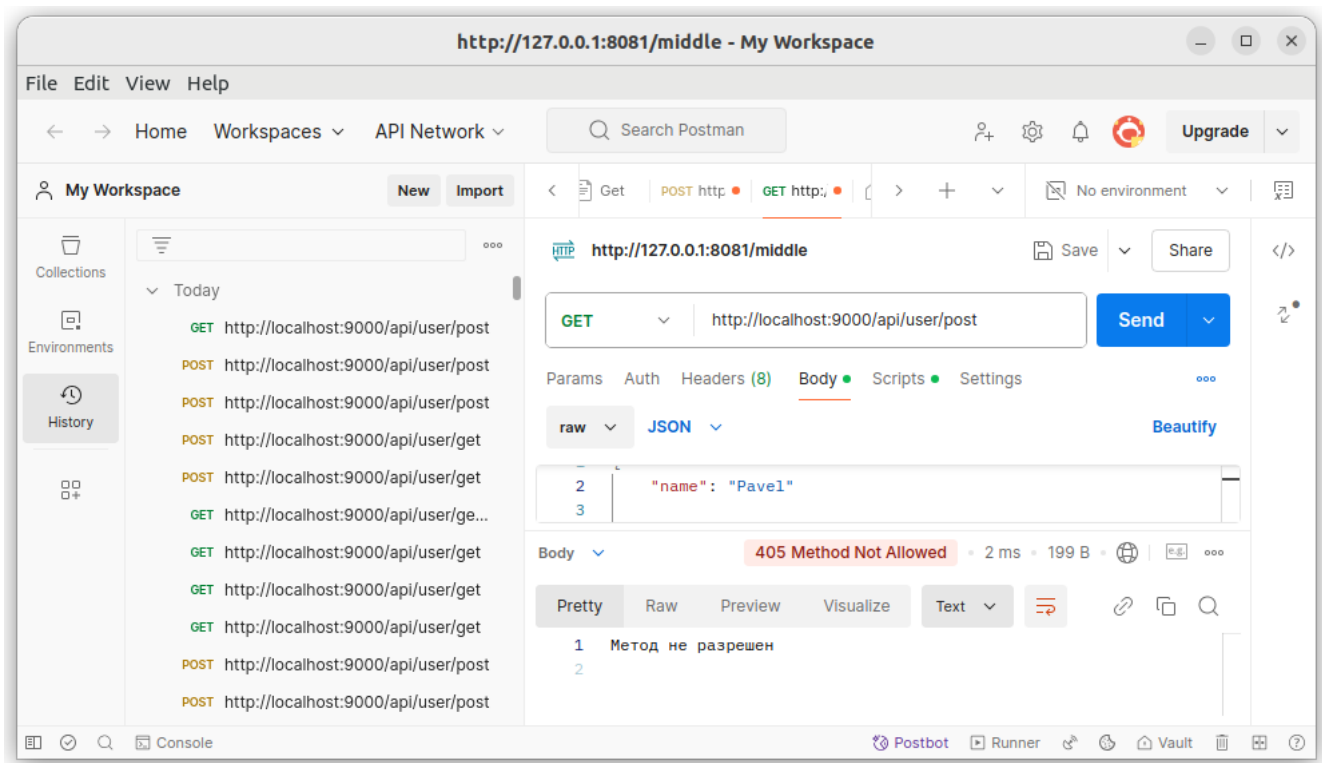 http://127.0.0.1:8081/middle - My Workspace
File Edit View Help
Home Workspaces API Network Search Postman Upgrade
My Workspace New Import
Get POST http GET http:/ No environment
Collections
Environments
History
Today
GET http://localhost:9000/api/user/post
POST http://localhost:9000/api/user/post
POST http://localhost:9000/api/user/post
POST http://localhost:9000/api/user/get
POST http://localhost:9000/api/user/get
GET http://localhost:9000/api/user/ge...
GET http://localhost:9000/api/user/get
GET http://localhost:9000/api/user/get
GET http://localhost:9000/api/user/get
POST http://localhost:9000/api/user/post
POST http://localhost:9000/api/user/post
HTTP http://127.0.0.1:8081/middle Save Share </>
GET http://localhost:9000/api/user/post Send
Params Auth Headers (8) Body Scripts Settings
raw JSON Beautify
2 "name": "Pavel"
3
Body 405 Method Not Allowed 2 ms 199 B e.g.
Pretty Raw Preview Visualize Text
1 Метод не разрешен
2
Console Postbot Runner Vault